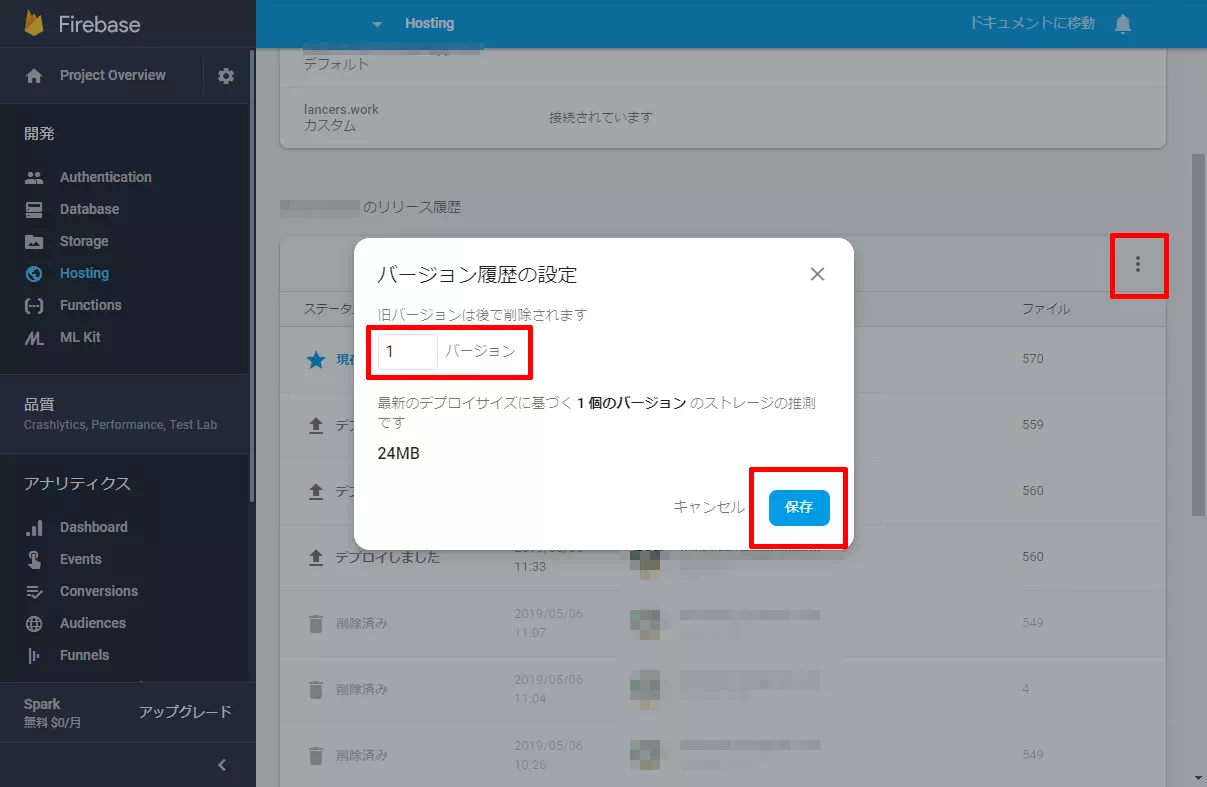 Firebase
Hosting
ドキュメントに移動
Project Overview
開発
Authentication
Database
Storage
Hosting
Functions
ML Kit
品質
Crashlytics, Performance, Test Lab
アナリティクス
Dashboard
Events
Conversions
Audiences
Funnels
Spark
無料 $0/月
アップグレード
デフォルト
lancers.work
カスタム
接続されています
のリリース履歴
ステータ
ファイル
現在
570
デプ
559
デプ
560
デプロイしました
11:33
560
削除済み
2019/05/06
11:07
549
削除済み
2019/05/06
11:04
4
削除済み
2019/05/06
10:26
549
バージョン履歴の設定
旧バージョンは後で削除されます
1 バージョン
最新のデプロイサイズに基づく 1 個のバージョン のストレージの推測
です
24MB
キャンセル
保存